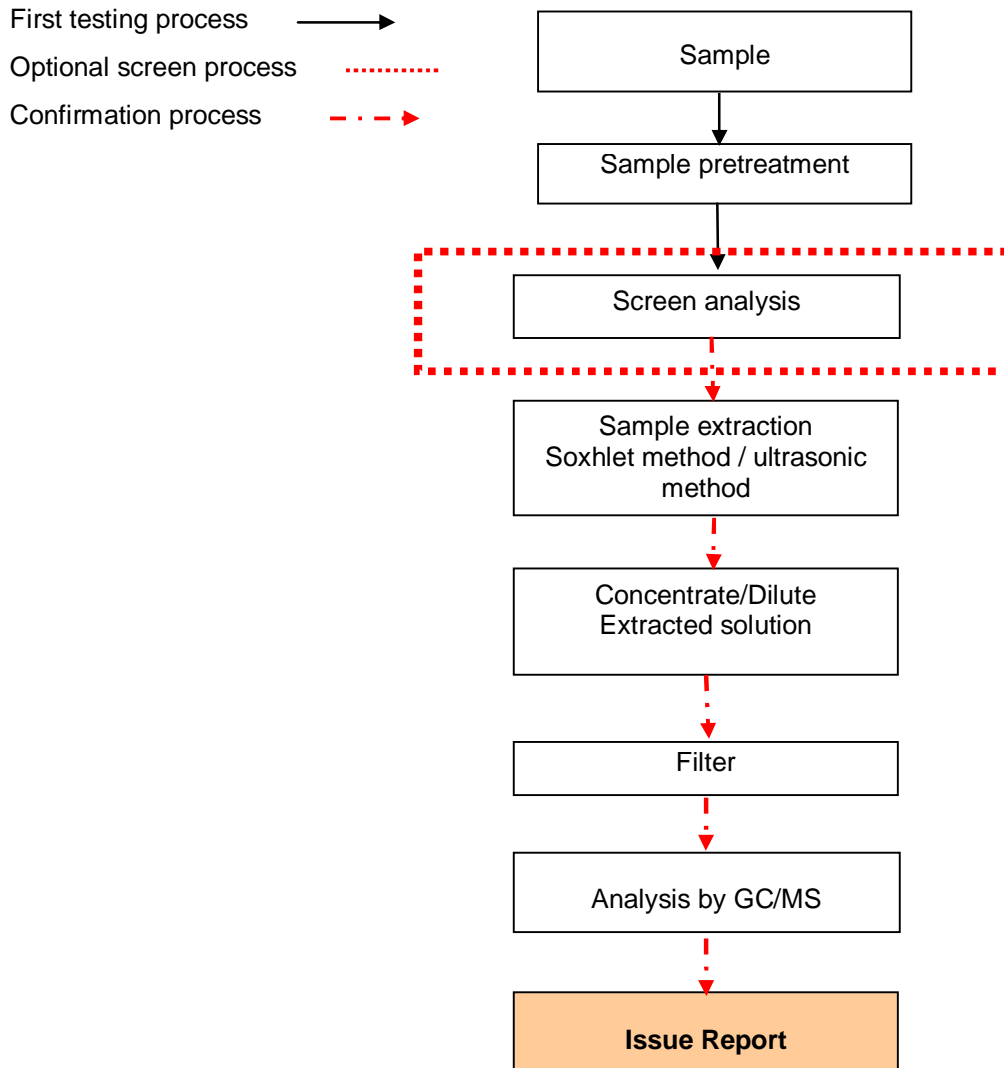 First testing process
Optional screen process
Confirmation process
Sample
Sample pretreatment
Screen analysis
Sample extraction
Soxhlet method / ultrasonic
method
Concentrate/Dilute
Extracted solution
Filter
Analysis by GC/MS
Issue Report